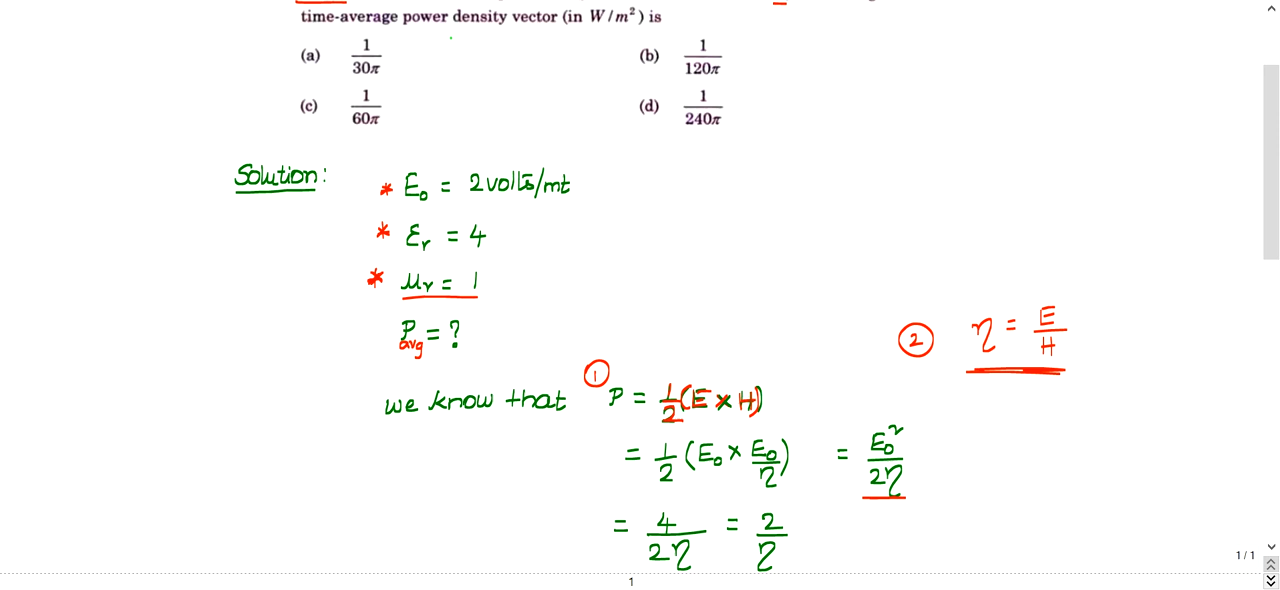 time-average power density vector (in W/m²) is
(a) 1/30π (b) 1/120π
(c) 1/60π (d) 1/240π
Solution:
* E₀ = 2 volts/mt
* εᵣ = 4
* μᵣ = 1
P avg = ?
② η = E/H
we know that ① P = 1/2 (E × H)
= 1/2 (E₀ × E₀/η) = E₀²/2η
= 4/2η = 2/η
1 / 1
1